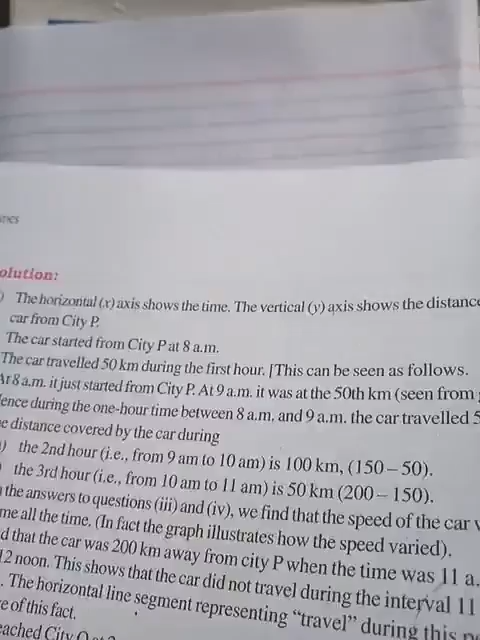 olution:
) The horizontal (x) axis shows the time. The vertical (y) axis shows the distance
car from City P.
The car started from City P at 8 a.m.
The car travelled 50 km during the first hour. [This can be seen as follows.
At 8 a.m. it just started from City P. At 9 a.m. it was at the 50th km (seen from
ence during the one-hour time between 8 a.m. and 9 a.m. the car travelled 5
e distance covered by the car during
) the 2nd hour (i.e., from 9 am to 10 am) is 100 km, (150 – 50).
the 3rd hour (i.e., from 10 am to 11 am) is 50 km (200 – 150).
the answers to questions (iii) and (iv), we find that the speed of the car
me all the time. (In fact the graph illustrates how the speed varied).
d that the car was 200 km away from city P when the time was 11 a.
12 noon. This shows that the car did not travel during the interval 11
. The horizontal line segment representing “travel” during this
e of this fact.
eached City Q